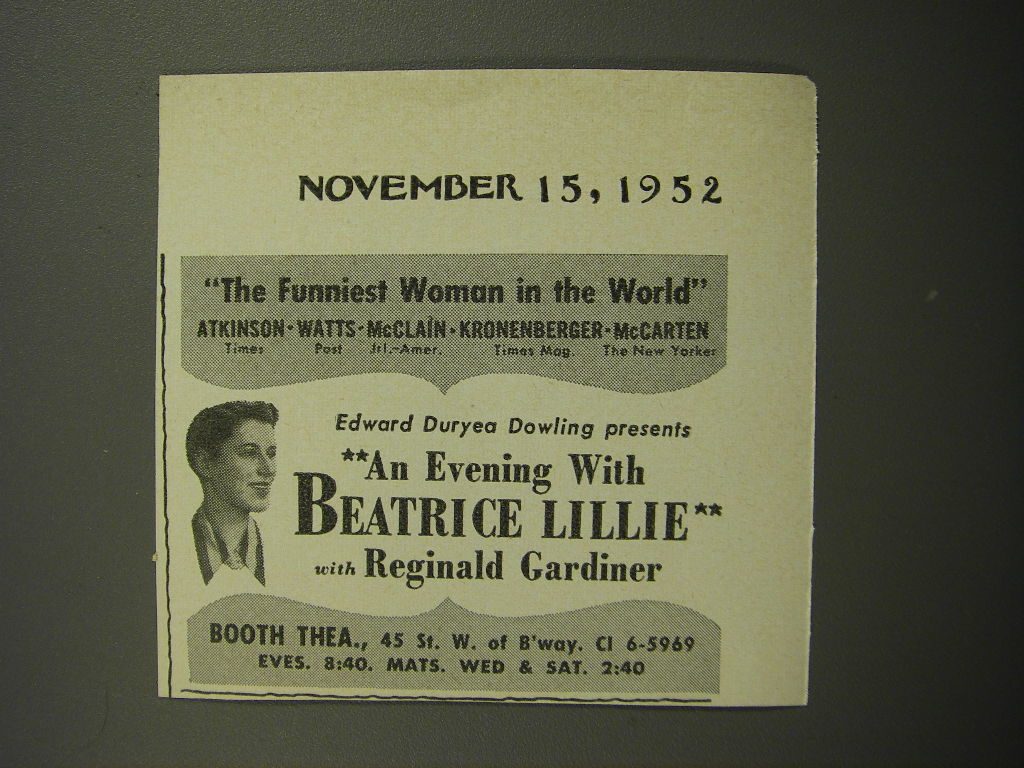 NOVEMBER 15, 1952
"The Funniest Woman in the World"
ATKINSON · WATTS · McCLAIN · KRONENBERGER · McCARTEN
Times Post Jrl.-Amer. Times Mag. The New Yorker
Edward Duryea Dowling presents
**An Evening With
BEATRICE LILLIE**
with Reginald Gardiner
BOOTH THEA., 45 St. W. of B'way. CI 6-5969
EVES. 8:40. MATS. WED & SAT. 2:40